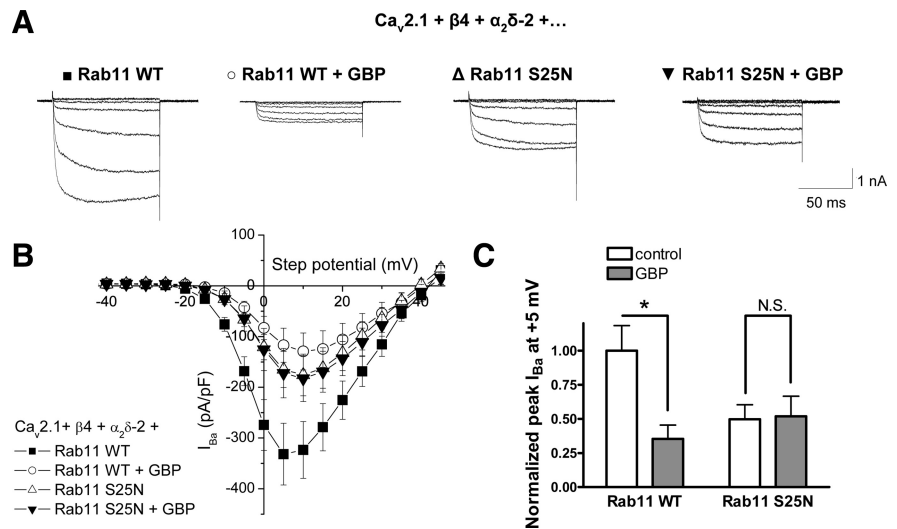 A
Cav2.1 + β4 + α2δ-2 +…
■ Rab11 WT
○ Rab11 WT + GBP
Δ Rab11 S25N
▼ Rab11 S25N + GBP
1 nA
50 ms
B
100
Step potential (mV)
0
-40
-20
0
20
40
-100
-200
-300
-400
IBa (pA/pF)
Cav2.1+ β4 + α2δ-2 +
Rab11 WT
Rab11 WT + GBP
Rab11 S25N
Rab11 S25N + GBP
C
control
GBP
*
N.S.
Normalized peak IBa at +5 mV
1.00
0.75
0.50
0.25
0.00
Rab11 WT
Rab11 S25N